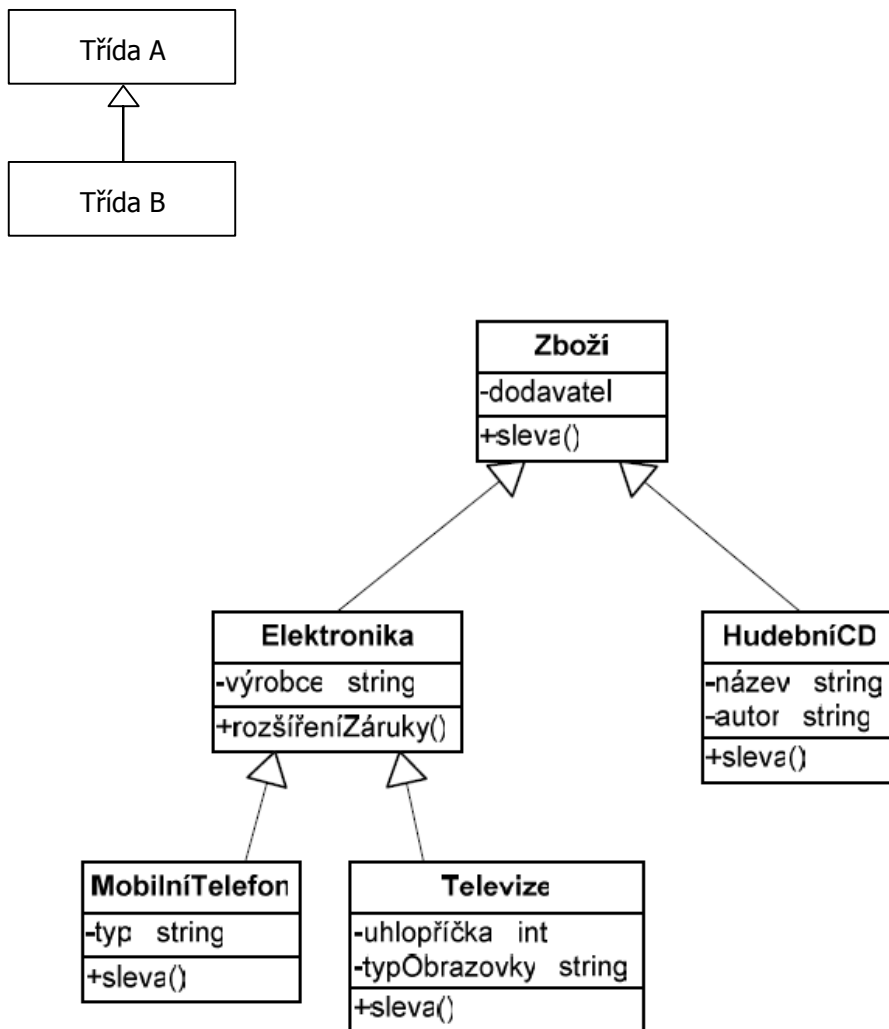 Třída A
Třída B
Zboží
-dodavatel
+sleva()
Elektronika
-výrobce string
+rozšířeníZáruky()
HudebníCD
-název string
-autor string
+sleva()
MobilníTelefon
-typ string
+sleva()
Televize
-uhlopříčka int
-typObrazovky string
+sleva()